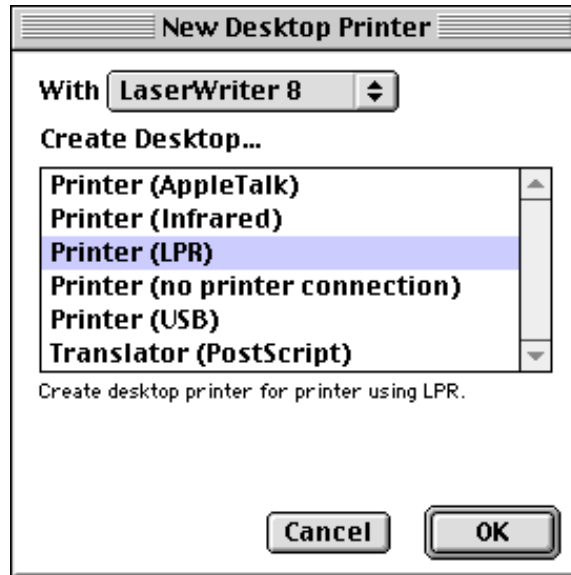 New Desktop Printer
With LaserWriter 8
Create Desktop...
Printer (AppleTalk)
Printer (Infrared)
Printer (LPR)
Printer (no printer connection)
Printer (USB)
Translator (PostScript)
Create desktop printer for printer using LPR.
Cancel OK